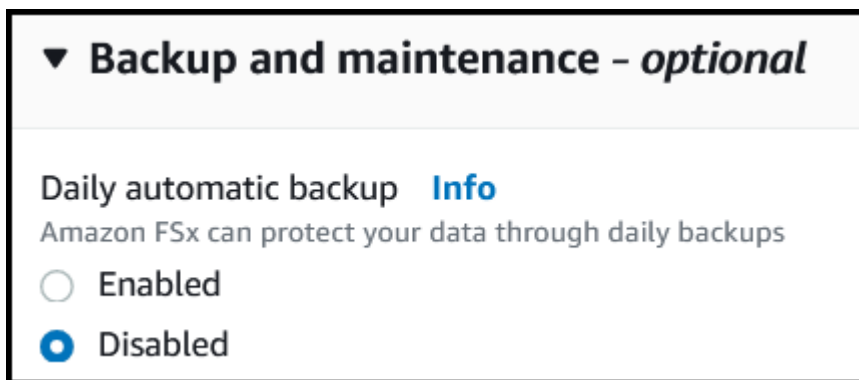 Backup and maintenance - optional
Daily automatic backup Info
Amazon FSx can protect your data through daily backups
Enabled
Disabled